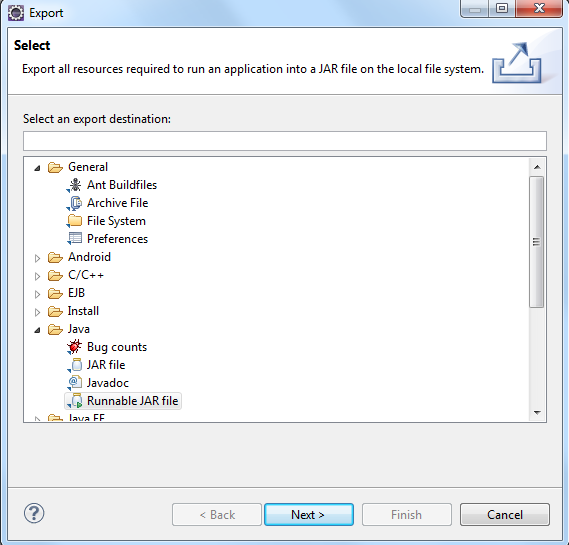 Export
Select
Export all resources required to run an application into a JAR file on the local file system.
Select an export destination:
General
Ant Buildfiles
Archive File
File System
Preferences
Android
C/C++
EJB
Install
Java
Bug counts
JAR file
Javadoc
Runnable JAR file
Java EE
?
< Back
Next >
Finish
Cancel